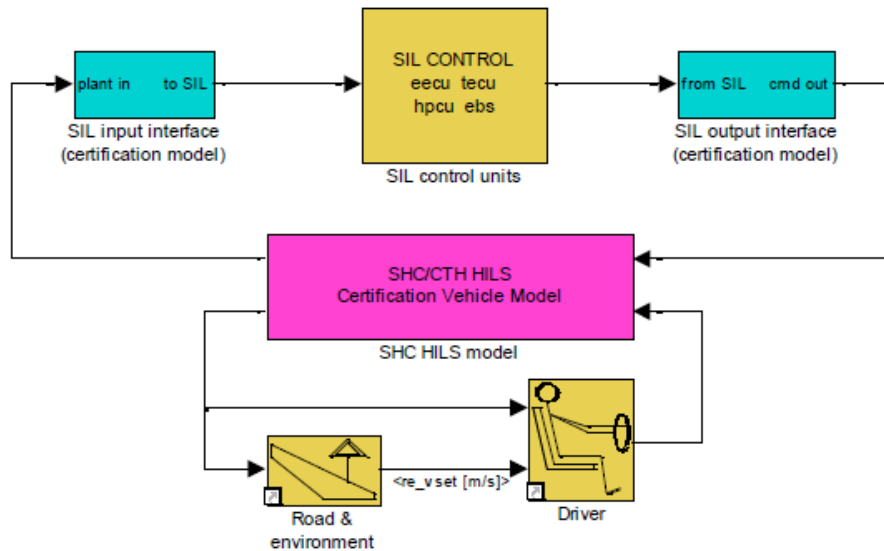 plant in to SIL
SIL input interface
(certification model)
SIL CONTROL
eecu tecu
hpcu ebs
SIL control units
from SIL cmd out
SIL output interface
(certification model)
SHC/CTH HILS
Certification Vehicle Model
SHC HILS model
<re_vset [m/s]>
Road &
environment
Driver